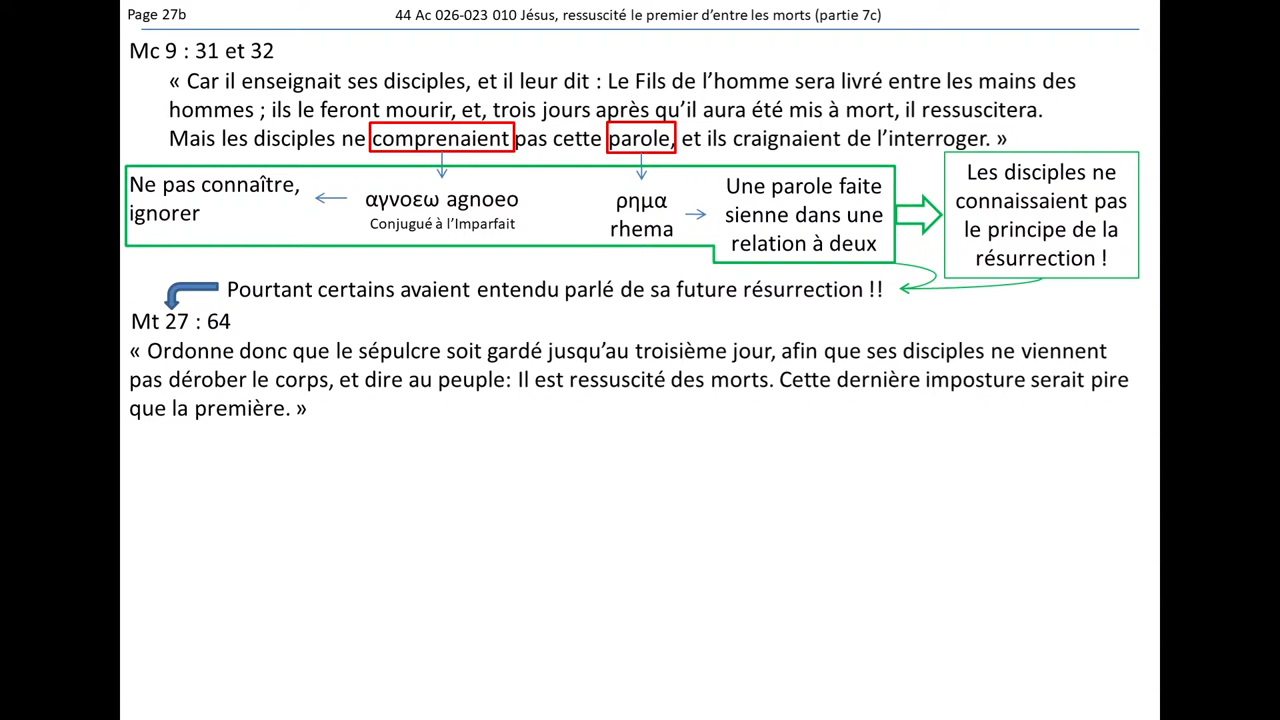 Page 27b
44 Ac 026-023 010 Jésus, ressuscité le premier d’entre les morts (partie 7c)
Mc 9 : 31 et 32
« Car il enseignait ses disciples, et il leur dit : Le Fils de l’homme sera livré entre les mains des
hommes ; ils le feront mourir, et, trois jours après qu’il aura été mis à mort, il ressuscitera.
Mais les disciples ne comprenaient pas cette parole, et ils craignaient de l’interroger. »
Ne pas connaître,
ignorer
αγνοεω agnoeo
Conjugué à l’Imparfait
ρημα
rhema
Une parole faite
sienne dans une
relation à deux
Les disciples ne
connaissaient pas
le principe de la
résurrection !
Pourtant certains avaient entendu parlé de sa future résurrection !!
Mt 27 : 64
« Ordonne donc que le sépulcre soit gardé jusqu’au troisième jour, afin que ses disciples ne viennent
pas dérober le corps, et dire au peuple: Il est ressuscité des morts. Cette dernière imposture serait pire
que la première. »